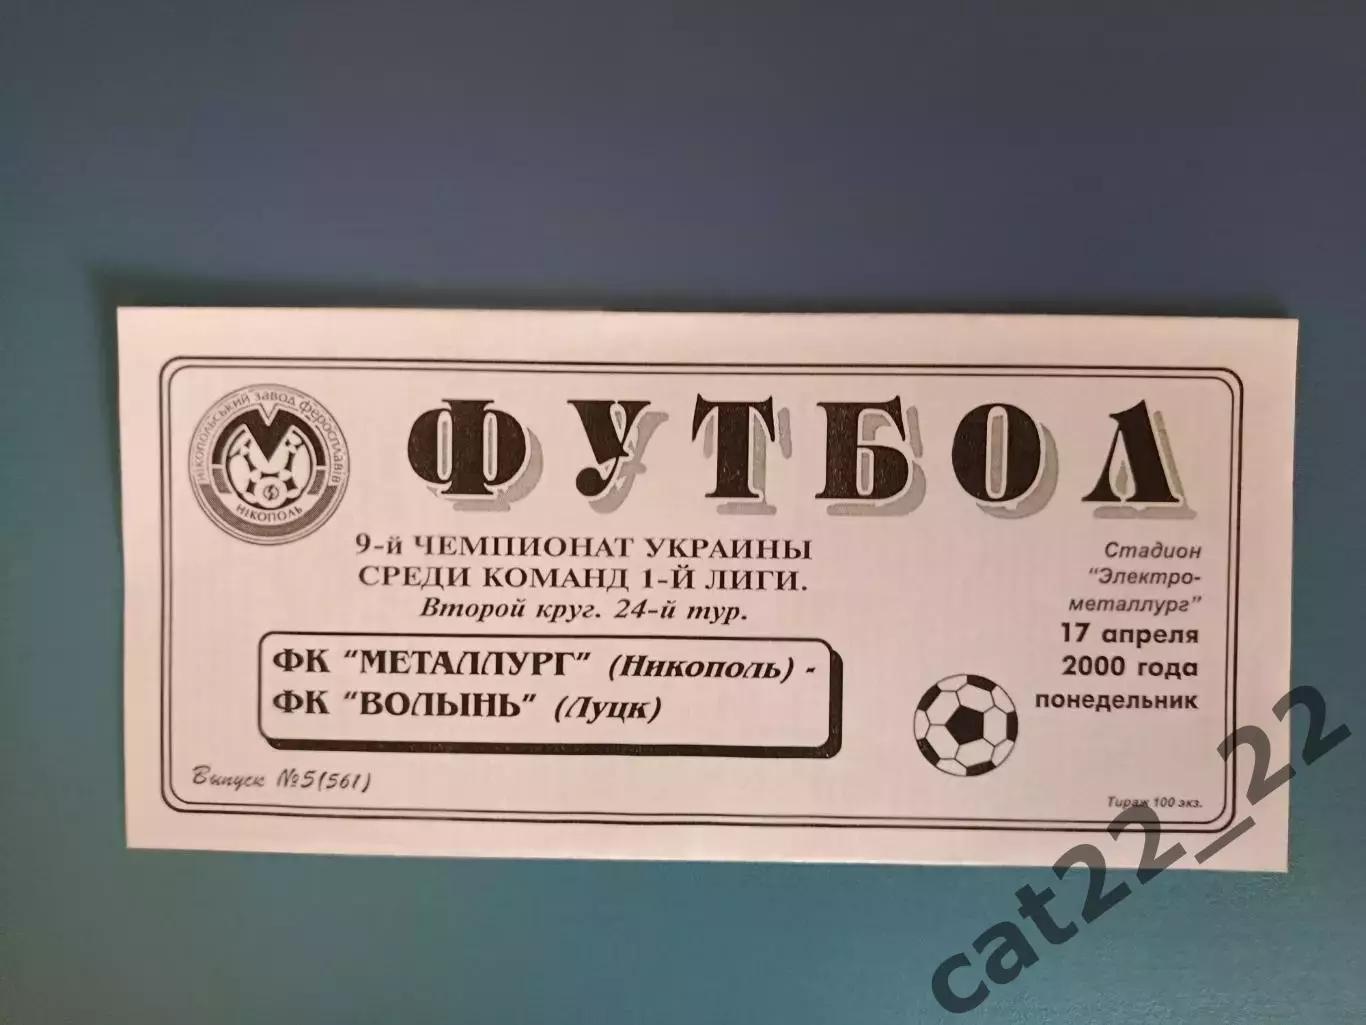 НІКОПОЛЬСЬКИЙ ЗАВОД ФЕРОСПЛАВІВ
НІКОПОЛЬ
ФУТБОЛ
9-й ЧЕМПИОНАТ УКРАИНЫ
СРЕДИ КОМАНД 1-Й ЛИГИ.
Второй круг. 24-й тур.
ФК "МЕТАЛЛУРГ" (Никополь) -
ФК "ВОЛЫНЬ" (Луцк)
Стадион
"Электро-
металлург"
17 апреля
2000 года
понедельник
Выпуск №5(561)
Тираж 100 экз.
cat22_22